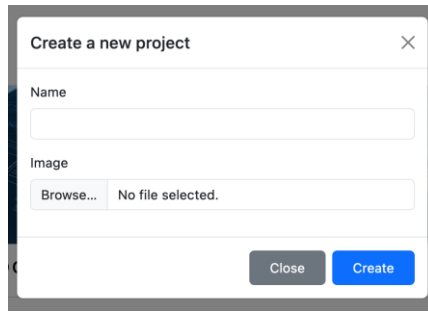 Create a new project
Name
Image
Browse... No file selected.
Close Create